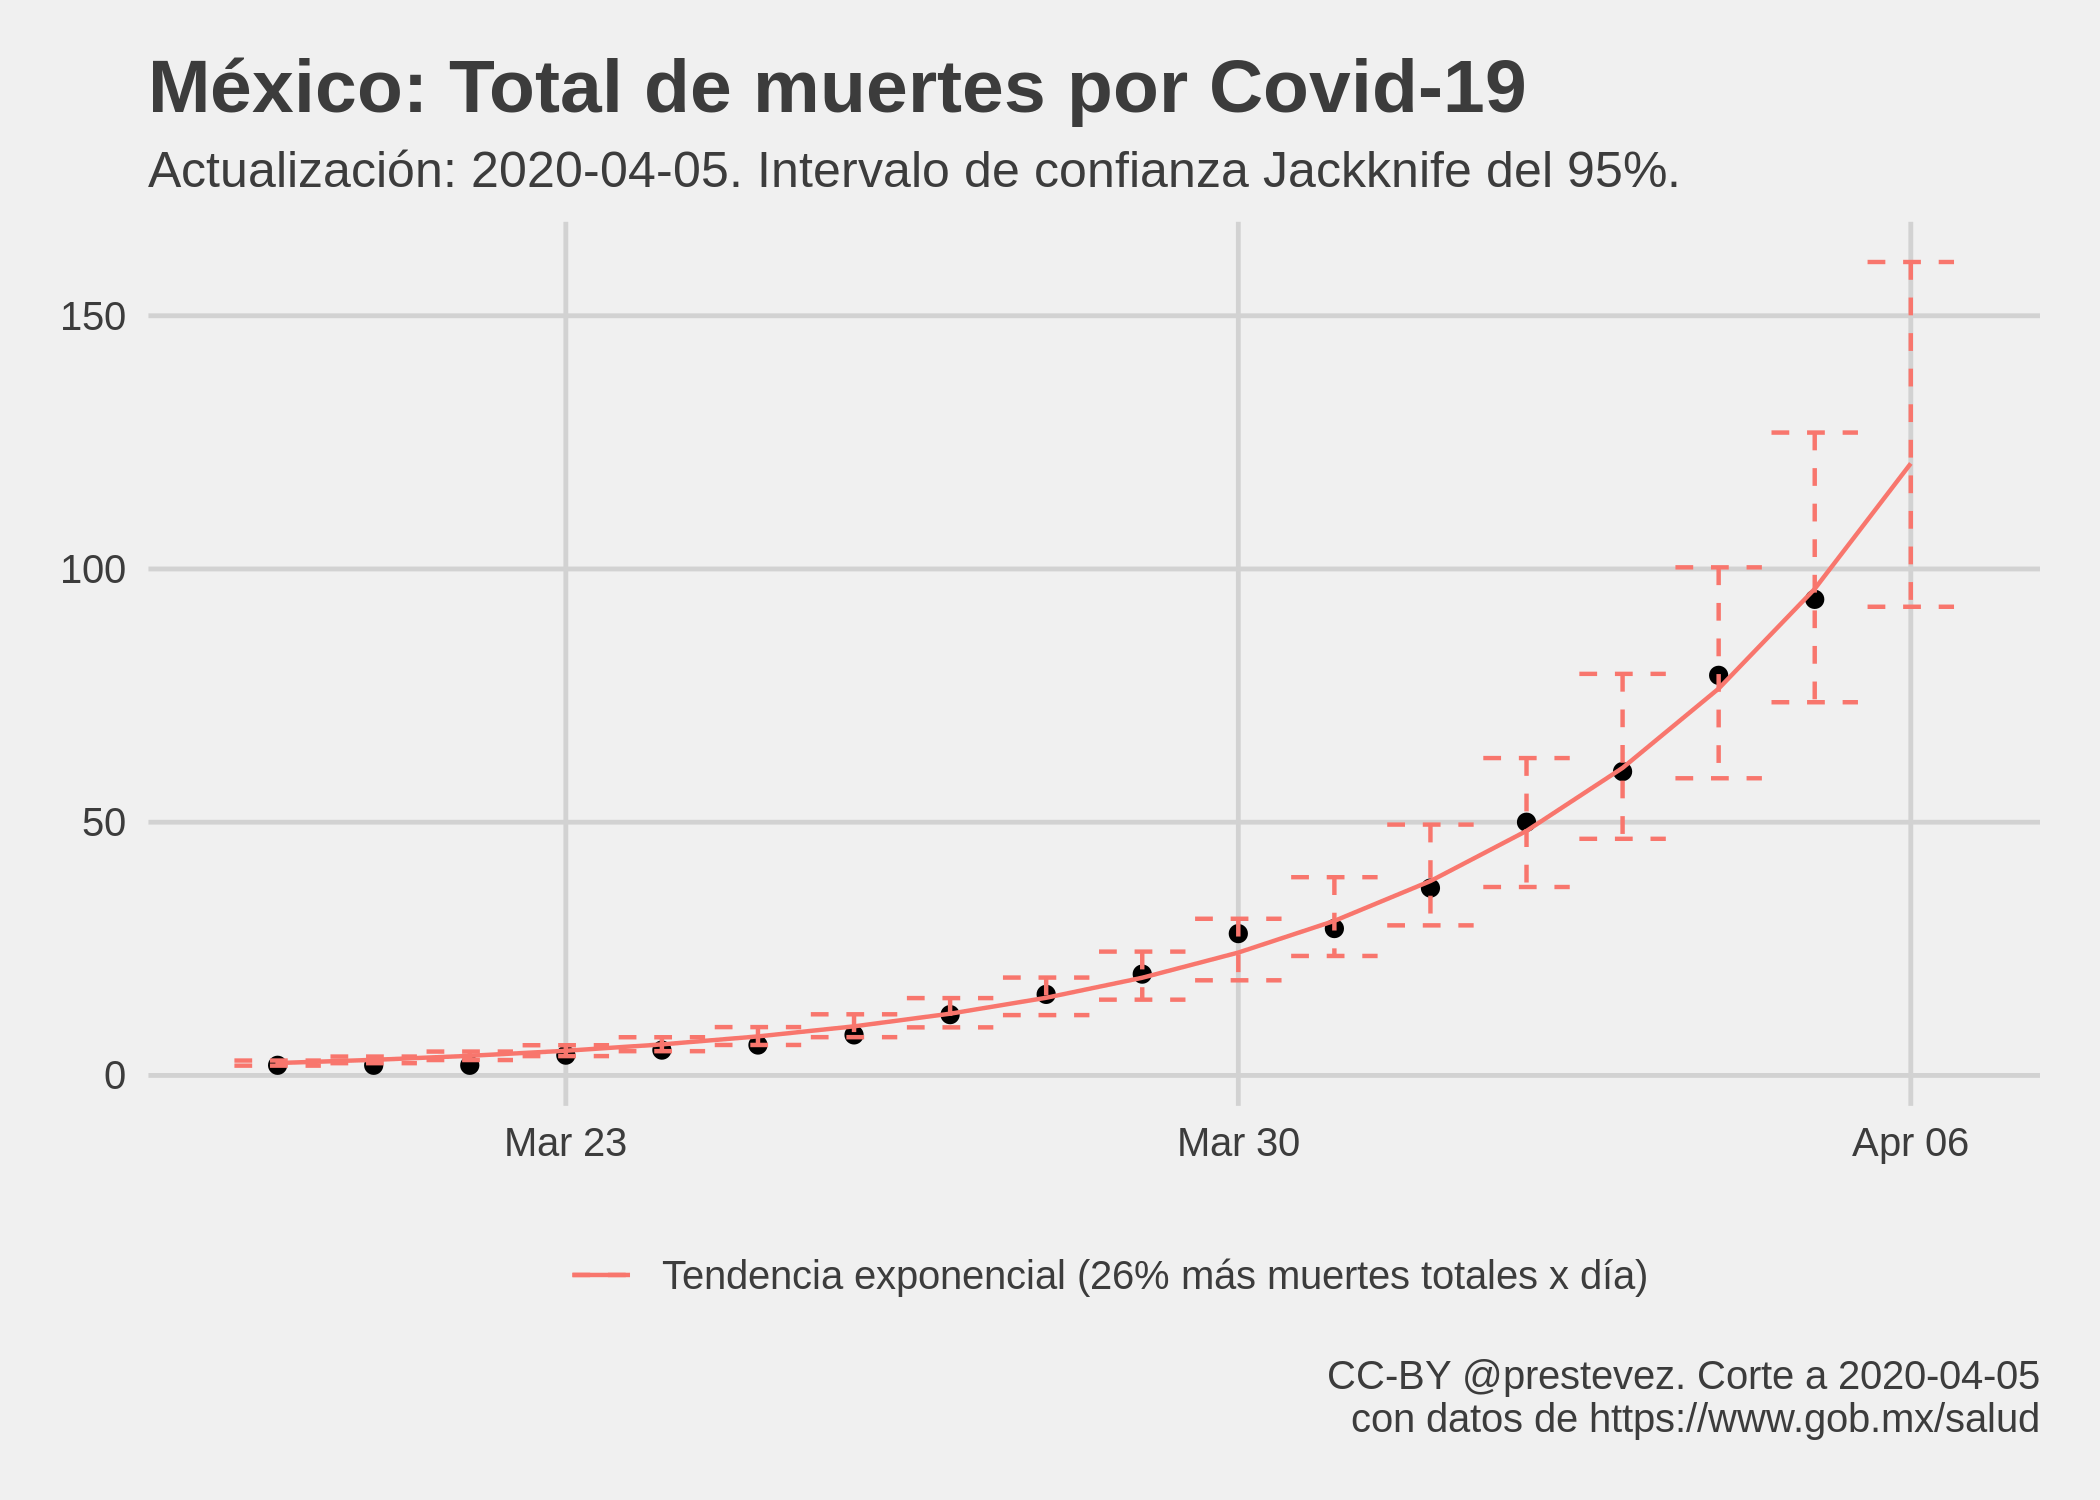 México: Total de muertes por Covid-19
Actualización: 2020-04-05. Intervalo de confianza Jackknife del 95%.
150
100
50
0
Mar 23
Mar 30
Apr 06
Tendencia exponencial (26% más muertes totales x día)
CC-BY @prestevez. Corte a 2020-04-05
con datos de https://www.gob.mx/salud